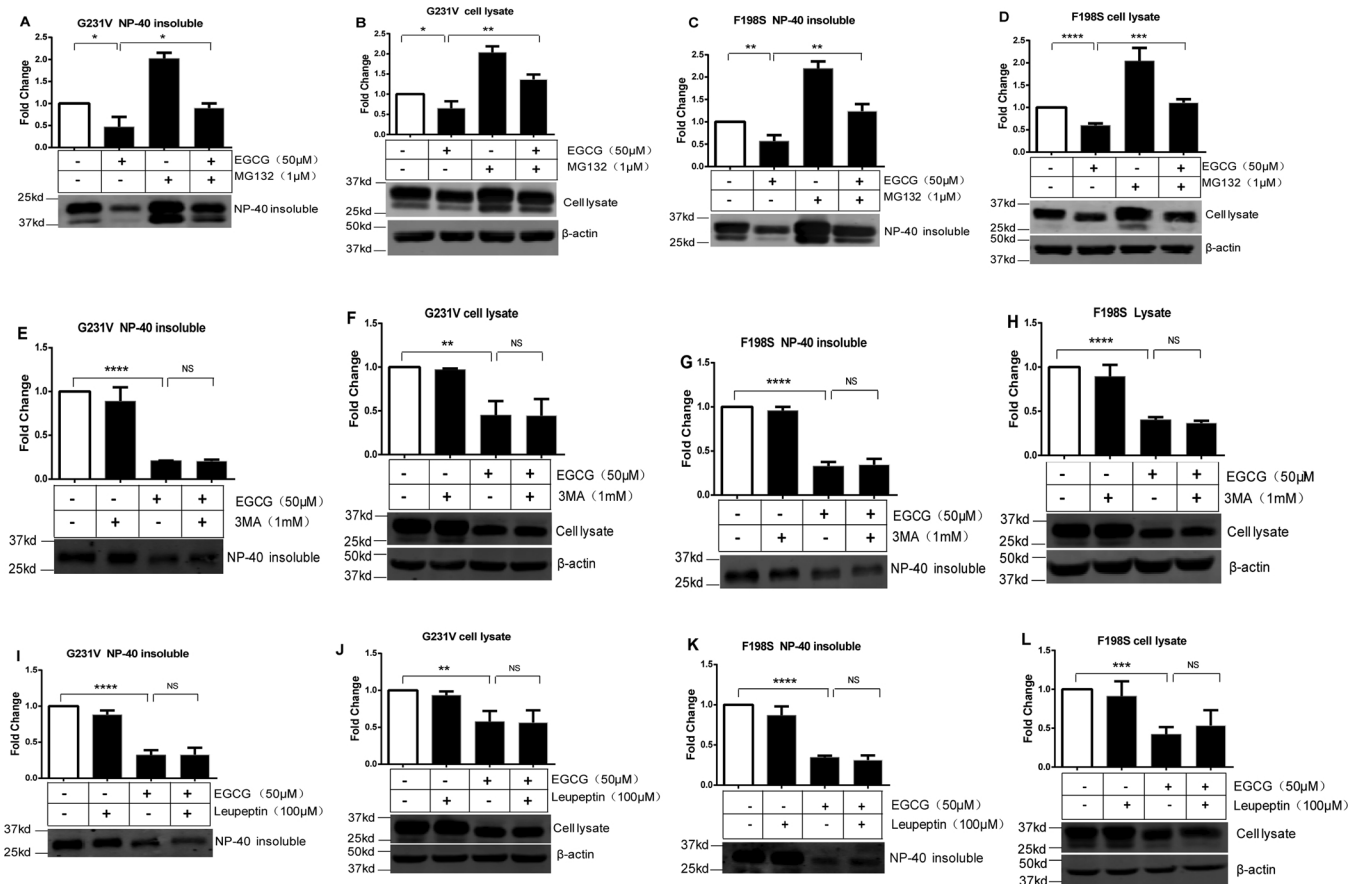 A
G231V NP-40 insoluble
* *
2.5
2.0
1.5
1.0
0.5
0.0
Fold Change
- + - + EGCG（50μM）
- - + + MG132（1μM）
25kd
37kd
NP-40 insoluble
B
G231V cell lysate
* **
2.5
2.0
1.5
1.0
0.5
0.0
Fold Change
- + - + EGCG（50μM）
- - + + MG132（1μM）
37kd
25kd
Cell lysate
50kd
37kd
β-actin
C
F198S NP-40 insoluble
** **
2.5
2.0
1.5
1.0
0.5
0.0
Fold Change
- + - + EGCG（50μM）
- - + + MG132（1μM）
37kd
25kd
NP-40 insoluble
D
F198S cell lysate
**** ***
2.5
2.0
1.5
1.0
0.5
0.0
Fold Change
- + - + EGCG（50μM）
- - + + MG132（1μM）
37kd
25kd
Cell lysate
50kd
37kd
β-actin
E
G231V NP-40 insoluble
**** NS
1.5
1.0
0.5
0.0
Fold Change
- - + + EGCG（50μM）
- + - + 3MA（1mM）
37kd
25kd
NP-40 insoluble
F
G231V cell lysate
** NS
1.5
1.0
0.5
0.0
Fold Change
- - + + EGCG（50μM）
- + - + 3MA（1mM）
37kd
25kd
Cell lysate
50kd
37kd
β-actin
G
F198S NP-40 insoluble
**** NS
1.5
1.0
0.5
0.0
Fold Change
- - + + EGCG（50μM）
- + - + 3MA（1mM）
37kd
25kd
NP-40 insoluble
H
F198S Lysate
**** NS
1.5
1.0
0.5
0.0
Fold Change
- - + + EGCG（50μM
- + - + 3MA（1mM）
37kd
25kd
Cell lysate
50kd
37kd
β-actin
I
G231V NP-40 insoluble
**** NS
1.5
1.0
0.5
0.0
Fold Change
- - + + EGCG（50μM）
- + - + Leupeptin（100μM）
37kd
25kd
NP-40 insoluble
J
G231V cell lysate
** NS
1.5
1.0
0.5
0.0
Fold Change
- - + + EGCG（50μM）
- + - + Leupeptin（100μM）
37kd
25kd
Cell lysate
50kd
37kd
β-actin
K
F198S NP-40 insoluble
**** NS
1.5
1.0
0.5
0.0
Fold Change
- - + + EGCG（50μM）
- + - + Leupeptin（100μM）
37kd
25kd
NP-40 insoluble
L
F198S cell lysate
*** NS
1.5
1.0
0.5
0.0
Fold Change
- - + + EGCG（50μM）
- + - + Leupeptin（100μM）
37kd
25kd
Cell lysate
50kd
37kd
β-actin